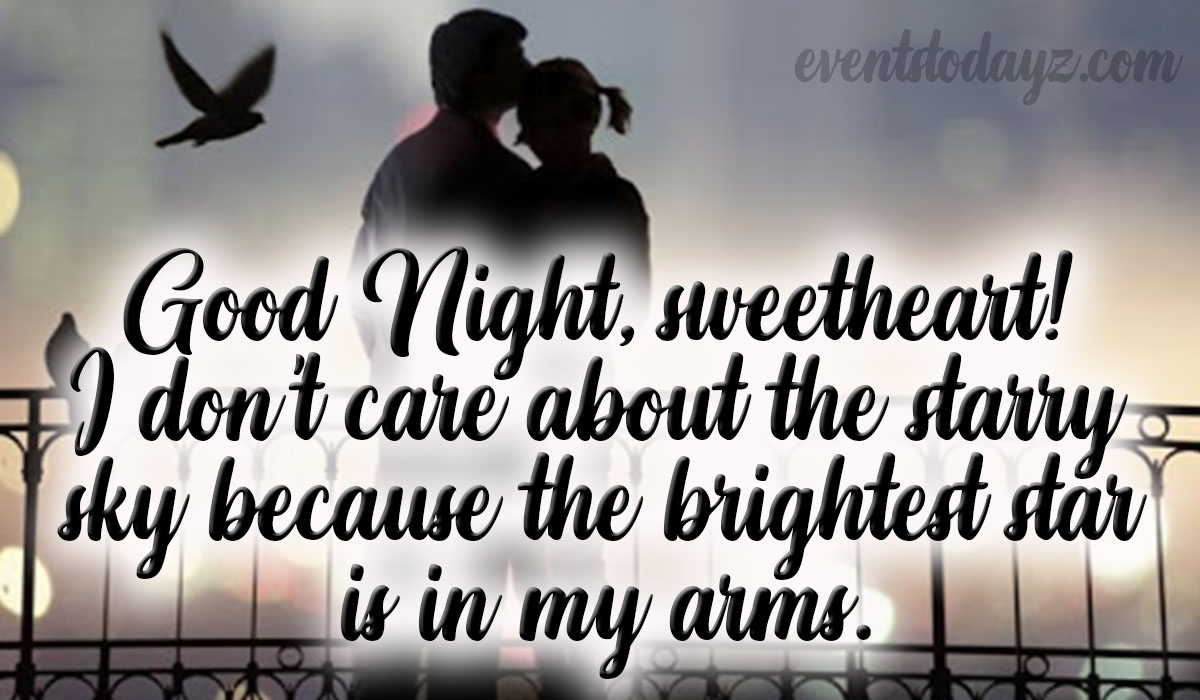 eventstodayz.com
Good Night, sweetheart!
I don't care about the starry
sky because the brightest star
is in my arms.